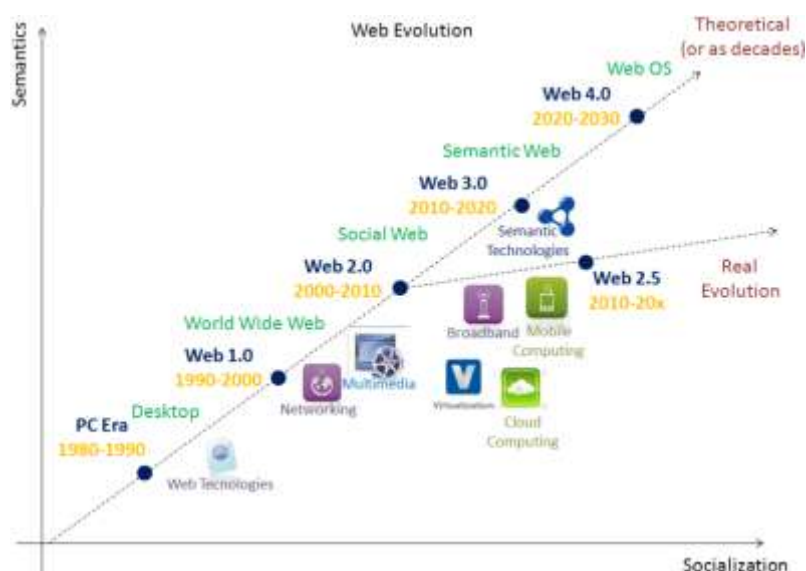 Web Evolution
Theoretical
(or as decades)
Semantics
Web OS
Web 4.0
2020-2030
Semantic Web
Web 3.0
2010-2020
Semantic
Technologies
Social Web
Web 2.0
2000-2010
Web 2.5
2010-20x
Real
Evolution
Broadband
Mobile
Computing
World Wide Web
Web 1.0
1990-2000
Networking
Multimedia
Virtualization
Cloud
Computing
Desktop
PC Era
1980-1990
Web Tecnologies
Socialization